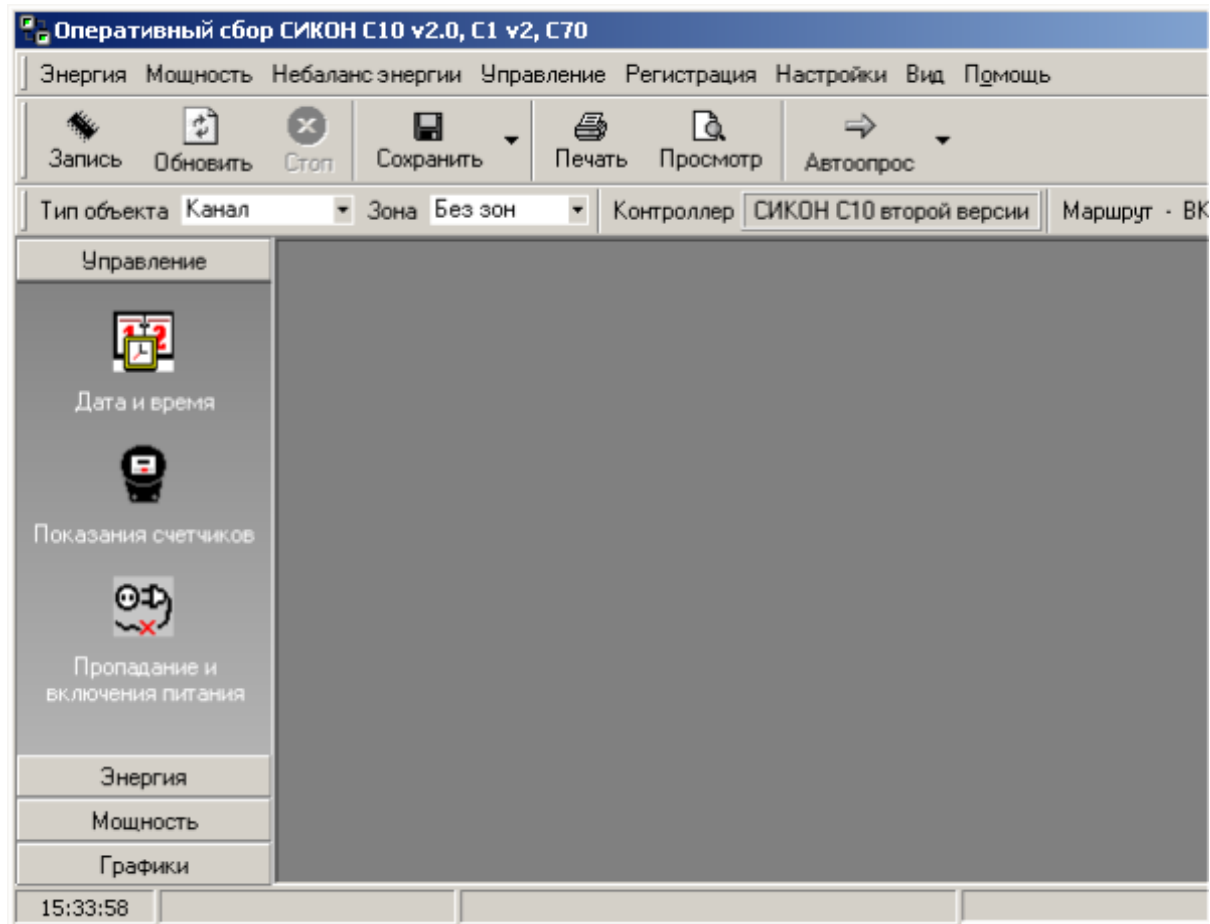 Оперативный сбор СИКОН С10 v2.0, С1 v2, С70
Энергия Мощность Небаланс энергии Управление Регистрация Настройки Вид Помощь
Запись Обновить Стоп Сохранить Печать Просмотр Автоопрос
Тип объекта Канал Зона Без зон Контроллер СИКОН С10 второй версии Маршрут - ВК
Управление
Дата и время
Показания счетчиков
Пропадание и
включения питания
Энергия
Мощность
Графики
15:33:58